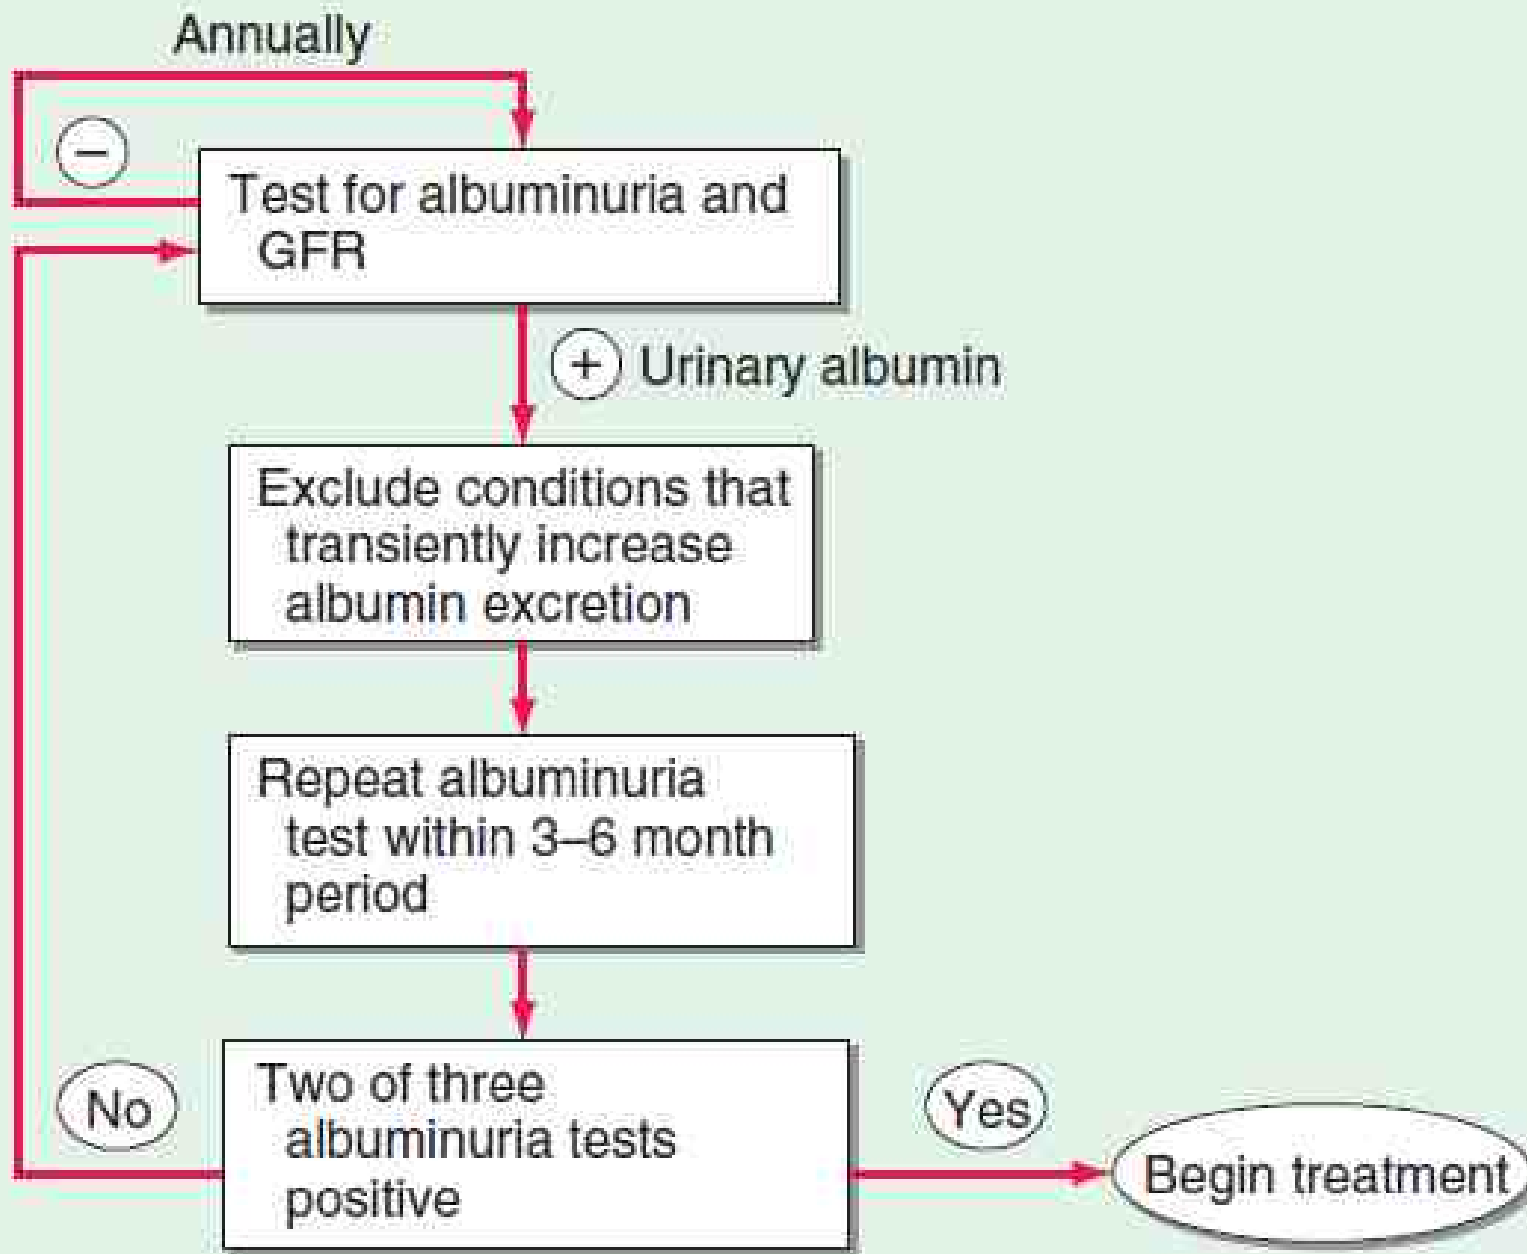 Annually
−
Test for albuminuria and
GFR
+ Urinary albumin
Exclude conditions that
transiently increase
albumin excretion
Repeat albuminuria
test within 3–6 month
period
Two of three
albuminuria tests
positive
No
Yes
Begin treatment